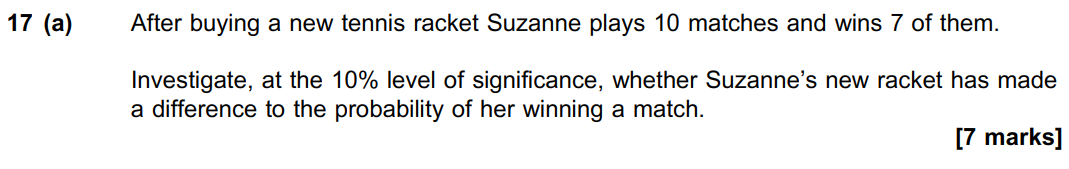 17 (a) After buying a new tennis racket Suzanne plays 10 matches and wins 7 of them.
Investigate, at the 10% level of significance, whether Suzanne's new racket has made
a difference to the probability of her winning a match.
[7 marks]